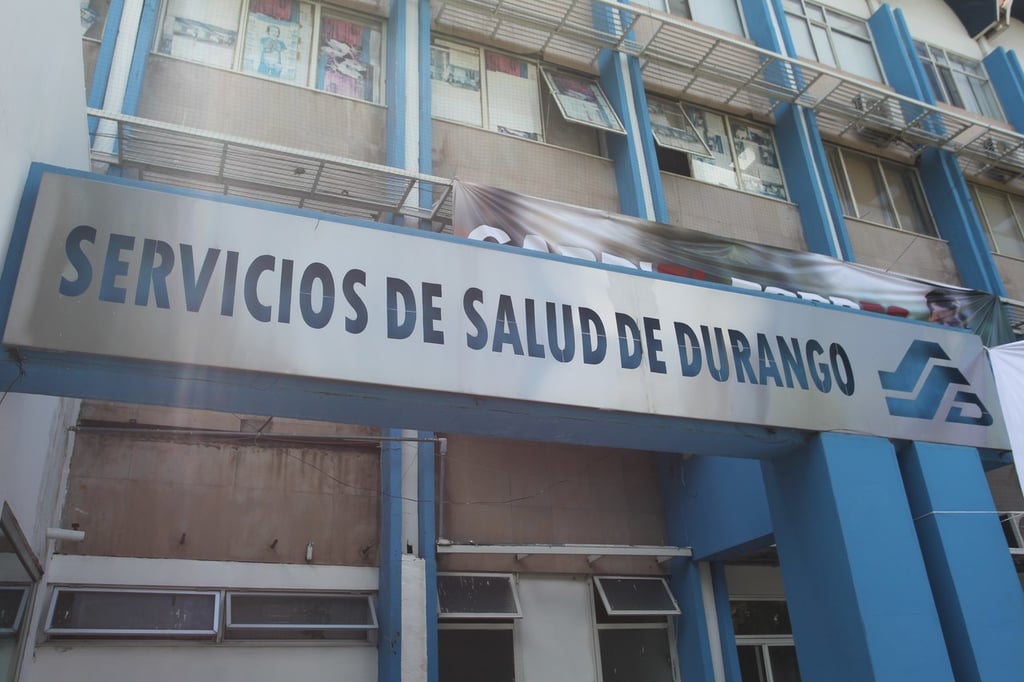 SERVICIOS DE SALUD DE DURANGO